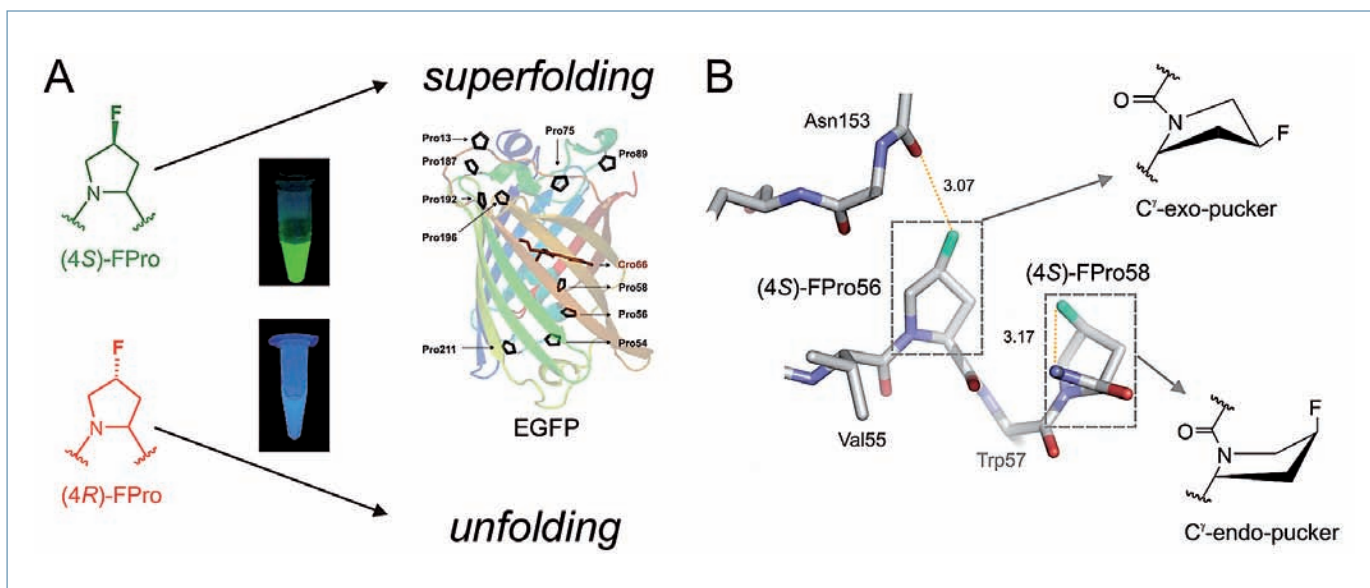 A
F
N
(4S)-FPro
F
N
(4R)-FPro
superfolding
Pro13
Pro75
Pro187
Pro89
Pro192
Pro196
Cro66
Pro58
Pro56
Pro211
Pro54
EGFP
unfolding
B
Asn153
3.07
(4S)-FPro56
(4S)-FPro58
3.17
Val55
Trp57
O
N
F
Cᵞ-exo-pucker
F
O
N
Cᵞ-endo-pucker